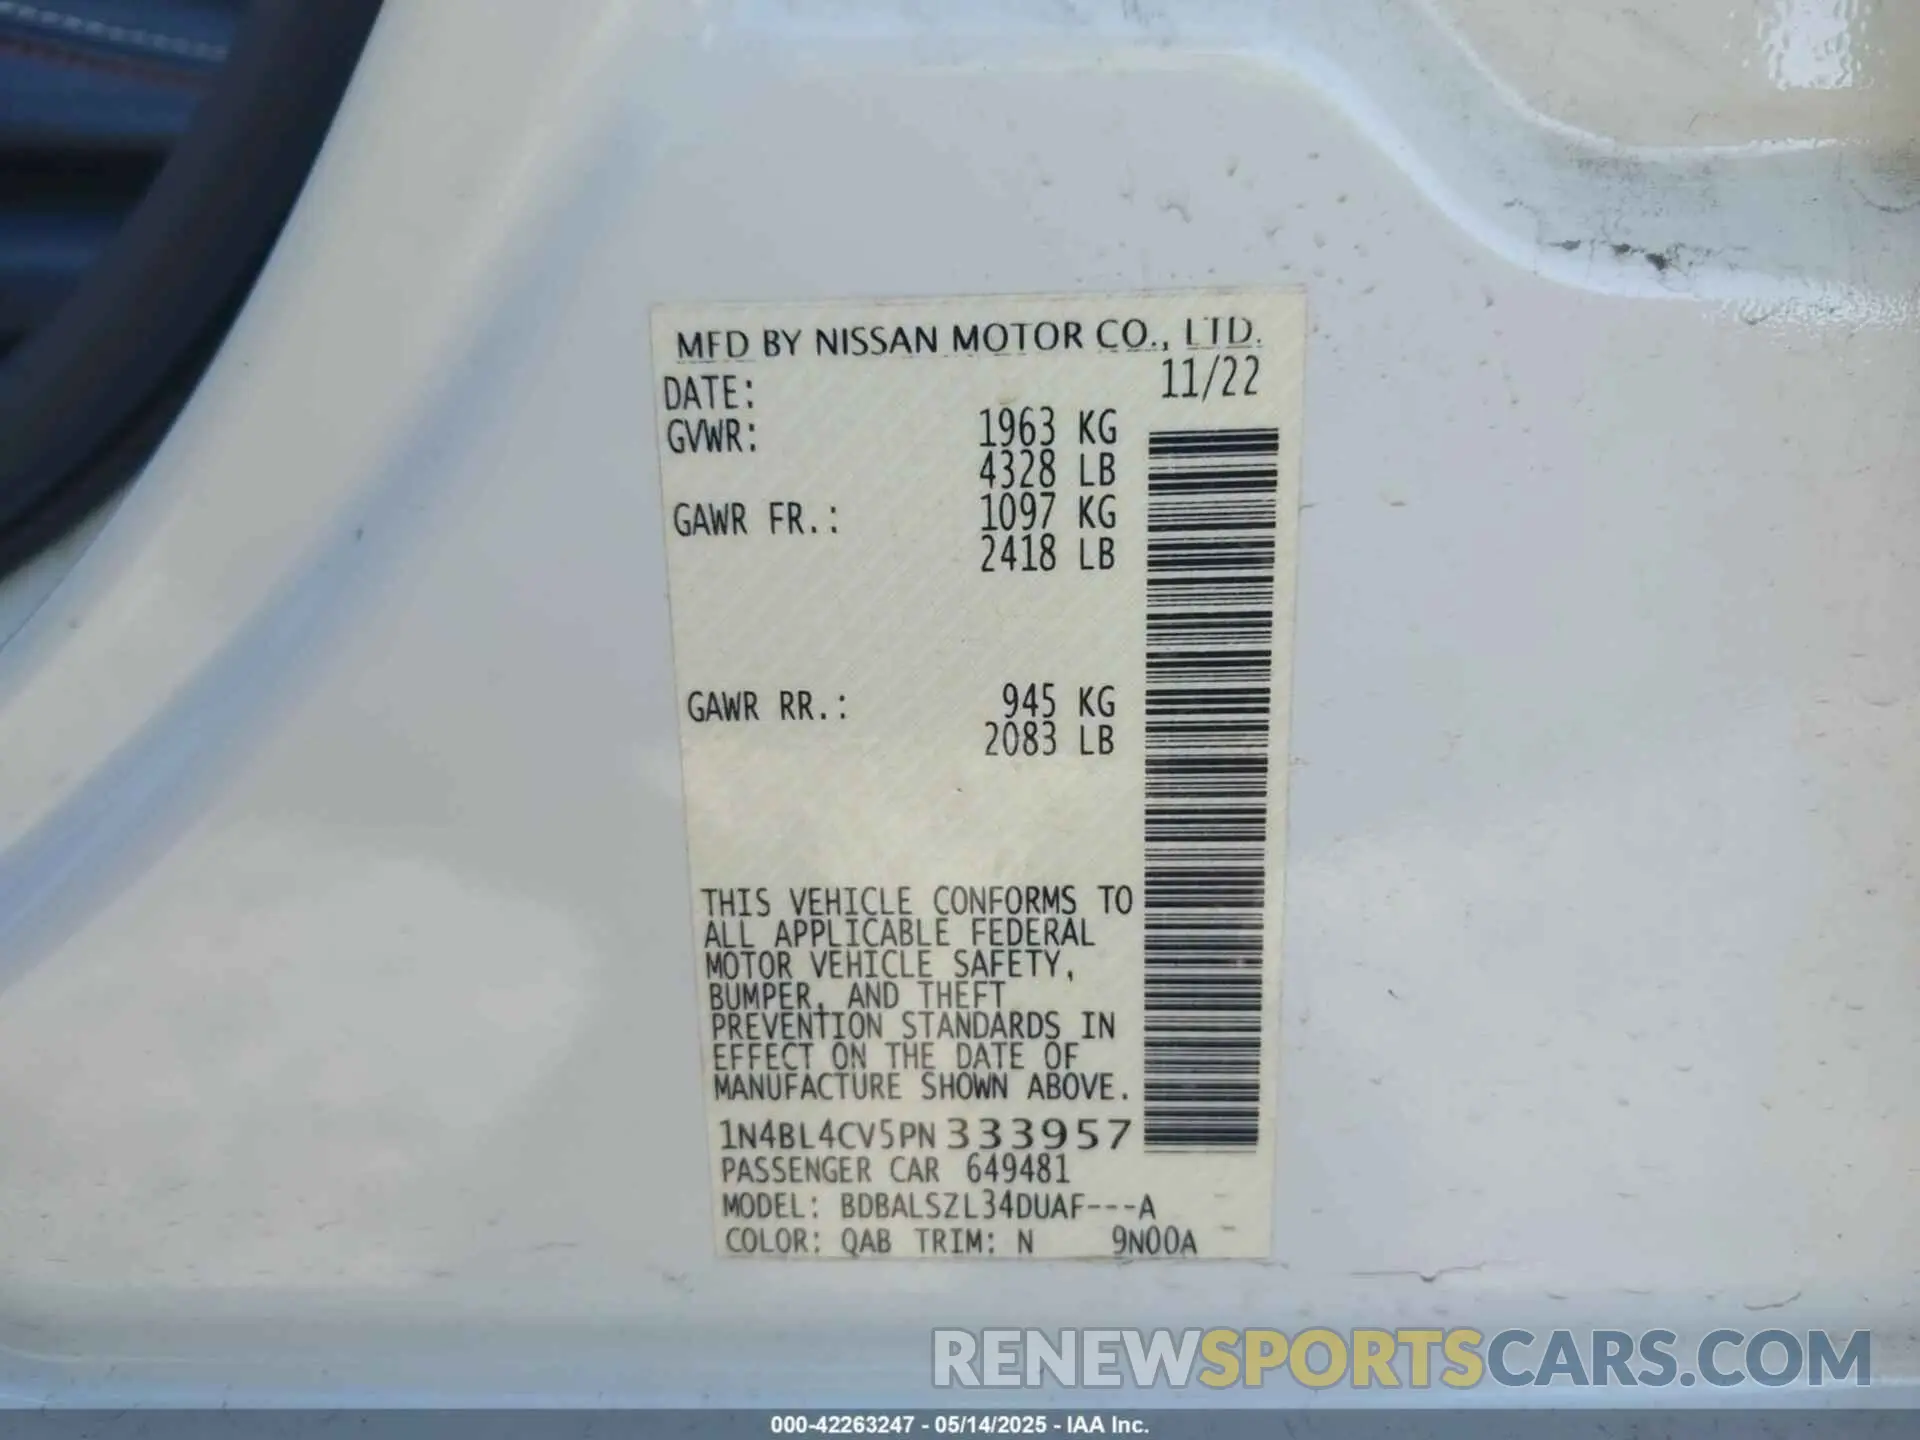 MFD BY NISSAN MOTOR CO., LTD.
DATE: 11/22
GVWR: 1963 KG
4328 LB
GAWR FR.: 1097 KG
2418 LB
GAWR RR.: 945 KG
2083 LB
THIS VEHICLE CONFORMS TO
ALL APPLICABLE FEDERAL
MOTOR VEHICLE SAFETY,
BUMPER, AND THEFT
PREVENTION STANDARDS IN
EFFECT ON THE DATE OF
MANUFACTURE SHOWN ABOVE.
1N4BL4CV5PN333957
PASSENGER CAR 649481
MODEL: BDBALSZL34DUAF---A
COLOR: QAB TRIM: N 9N00A
RENEWSPORTSCARS.COM
000-42263247 - 05/14/2025 - IAA Inc.